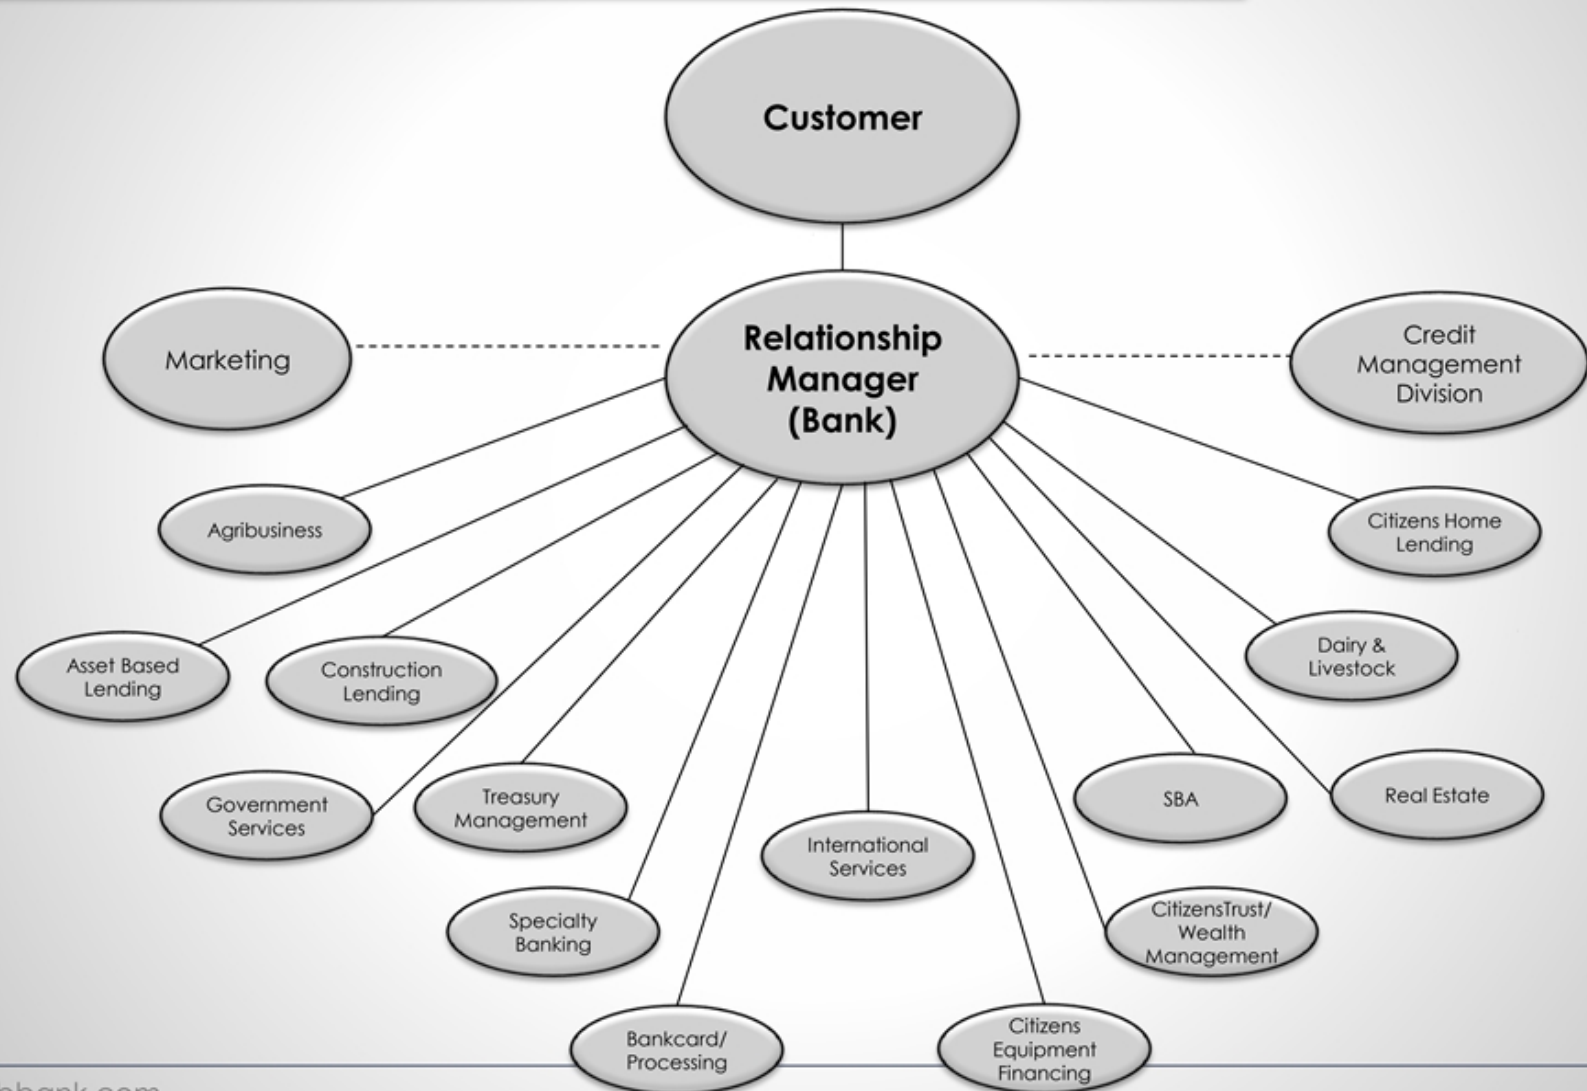 Customer
Relationship
Manager
(Bank)
Marketing
Credit
Management
Division
Agribusiness
Citizens Home
Lending
Asset Based
Lending
Construction
Lending
Dairy &
Livestock
Government
Services
Treasury
Management
International
Services
SBA
Real Estate
Specialty
Banking
CitizensTrust/
Wealth
Management
Bankcard/
Processing
Citizens
Equipment
Financing